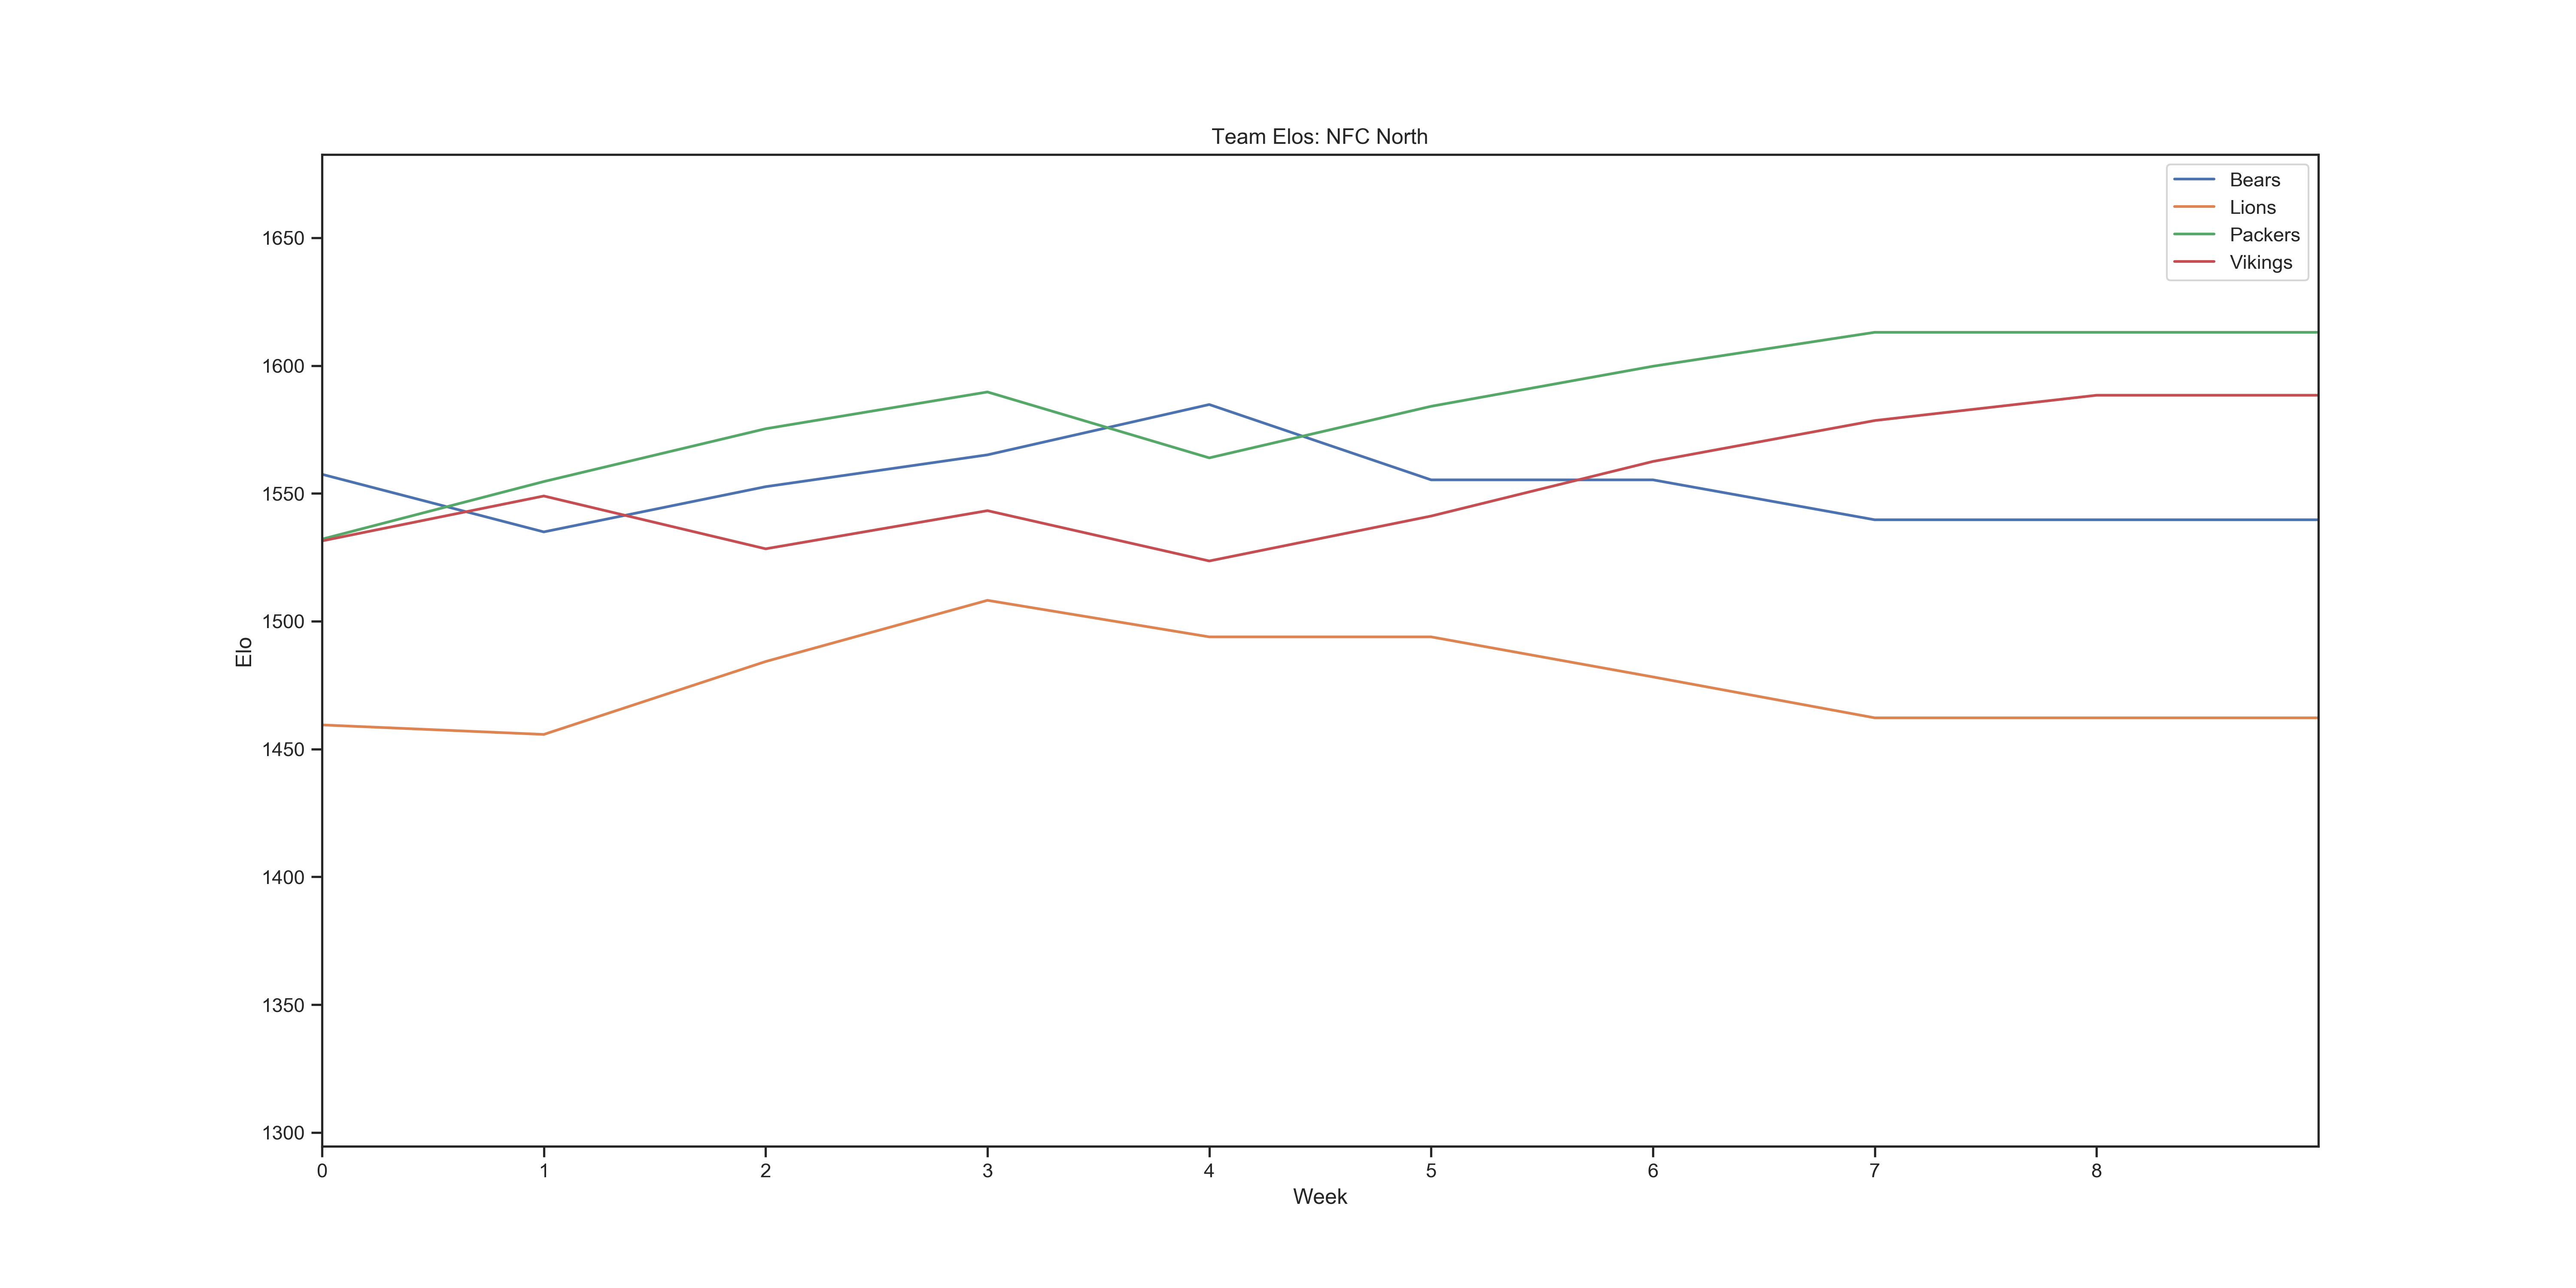 Team Elos: NFC North
Bears
Lions
Packers
Vikings
1650
1600
1550
1500
1450
1400
1350
1300
Elo
0 1 2 3 4 5 6 7 8
Week